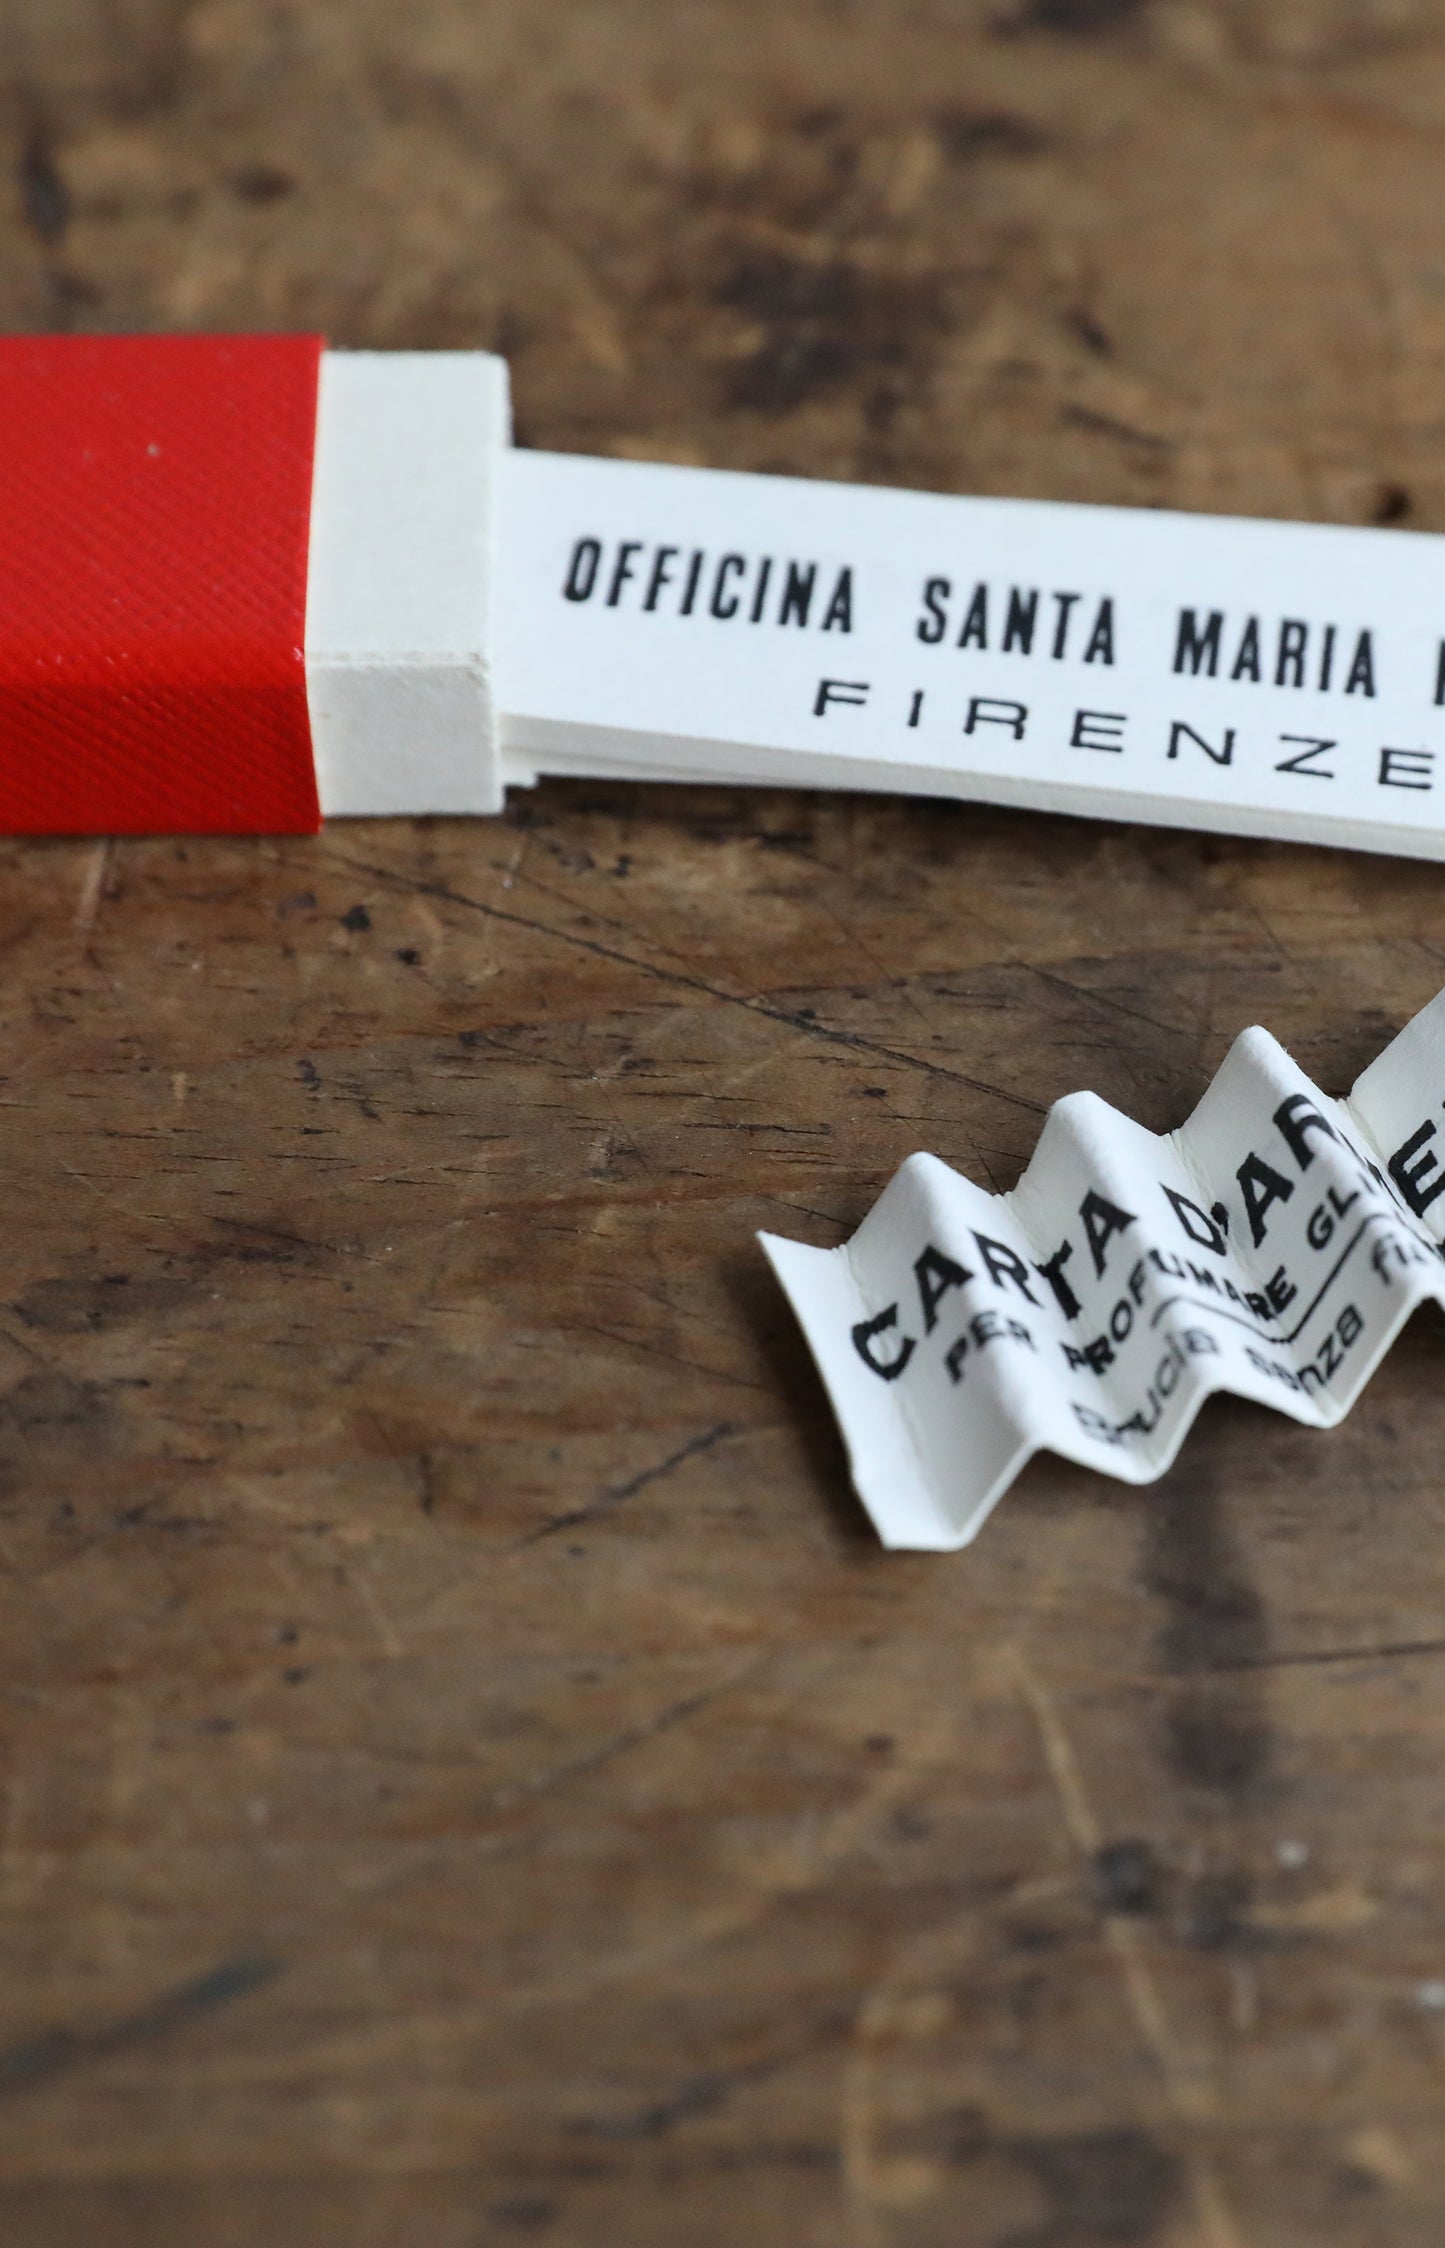 OFFICINA SANTA MARIA
FIRENZE
CARTA D'AR
PER PROFUMARE GLI
Brucia senza